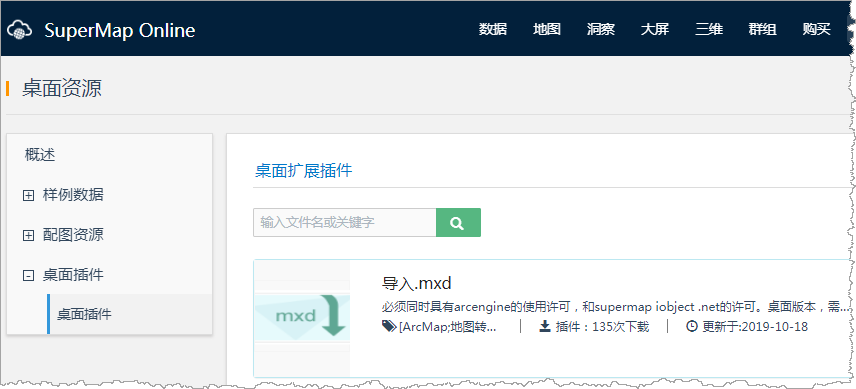 SuperMap Online 数据 地图 洞察 大屏 三维 群组 购买
桌面资源
概述
样例数据
配图资源
桌面插件
桌面插件
桌面扩展插件
输入文件名或关键字
mxd
导入.mxd
必须同时具有arcengine的使用许可，和supermap iobject .net的许可。桌面版本，需...
[ArcMap;地图转... | 插件：135次下载 | 更新于:2019-10-18